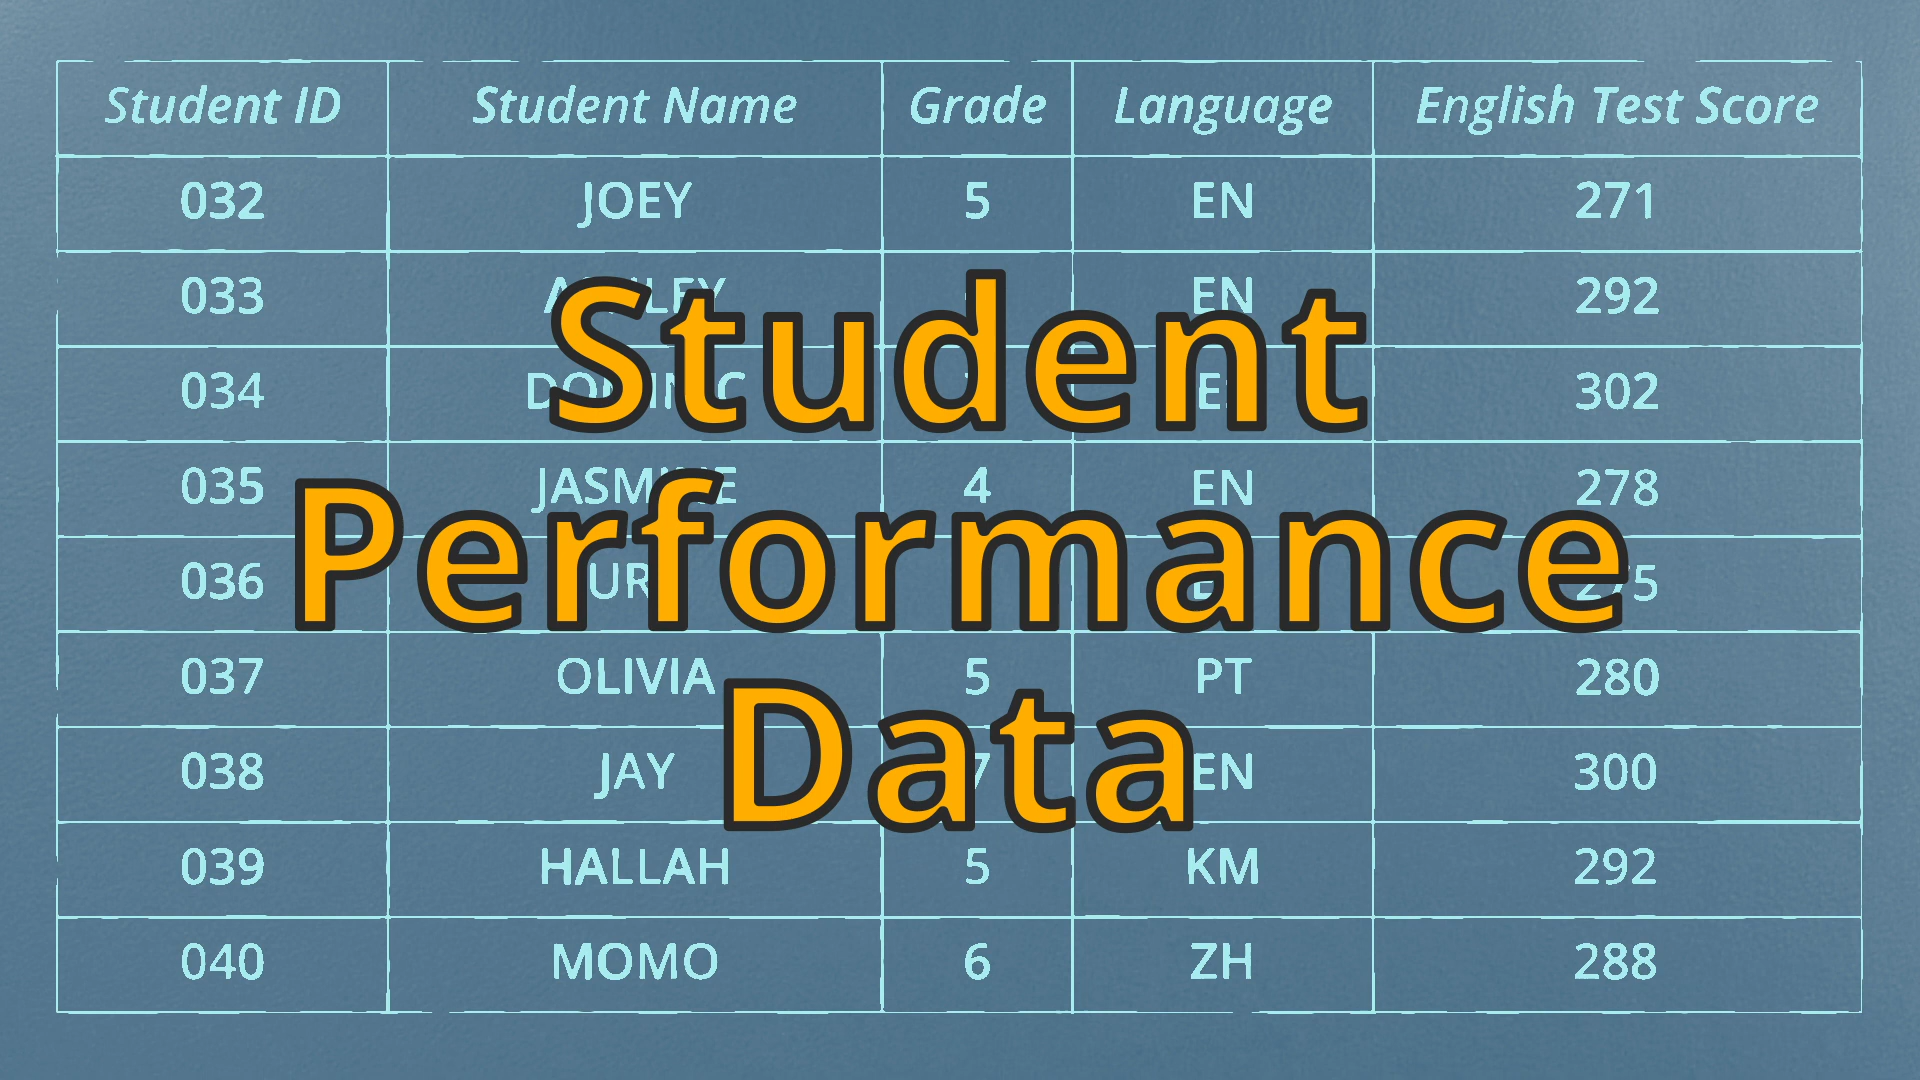 Student ID Student Name Grade Language English Test Score
032 JOEY 5 EN 271
033 EN 292
034 302
035 4 EN 278
036
037 OLIVIA 5 PT 280
038 JAY 7 EN 300
039 HALLAH 5 KM 292
040 MOMO 6 ZH 288
Student
Performance
Data